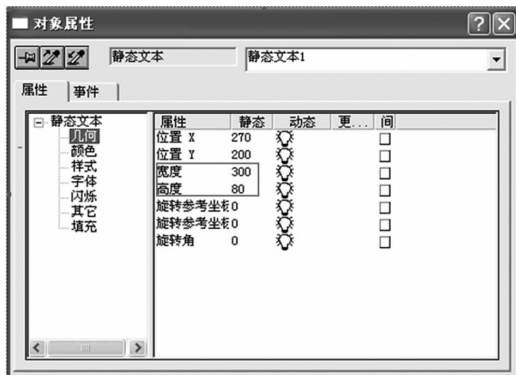 对象属性
静态文本 静态文本1
属性 事件
静态文本
几何
颜色
样式
字体
闪烁
其它
填充
属性 静态 动态 更... 间
位置 X 270
位置 Y 200
宽度 300
高度 80
旋转参考坐标 0
旋转参考坐标 0
旋转角 0